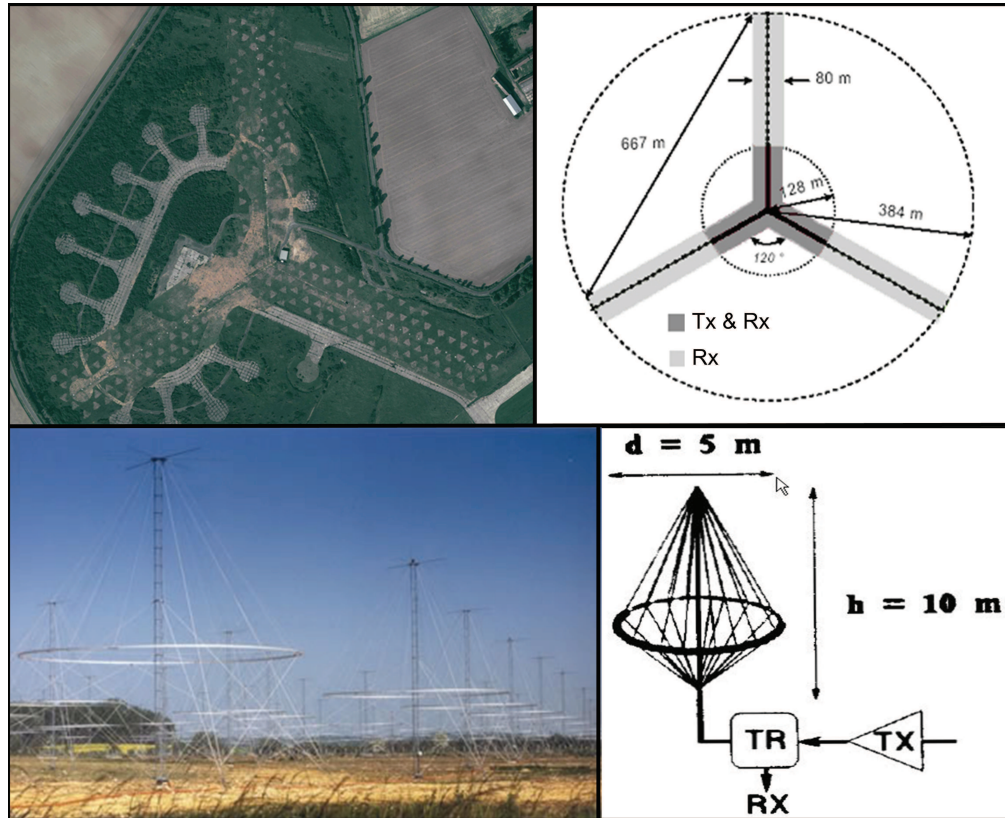 80 m
667 m
128 m
384 m
120 °
Tx & Rx
Rx
d = 5 m
h = 10 m
TR
TX
RX